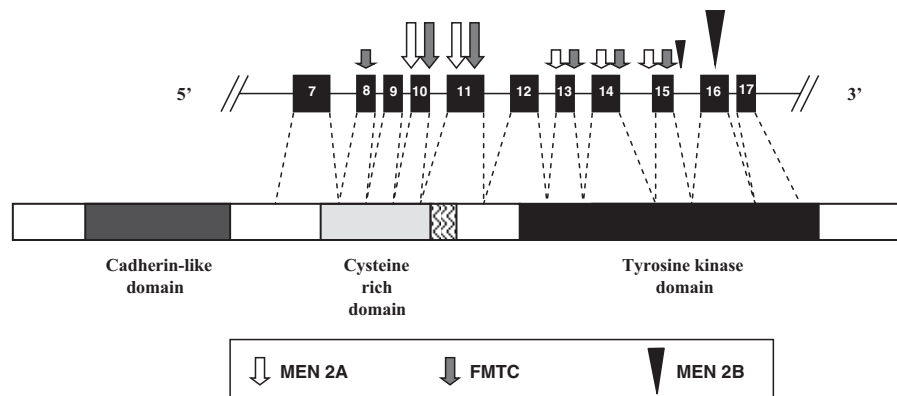 5' 7 8 9 10 11 12 13 14 15 16 17 3'
Cadherin-like Cysteine Tyrosine kinase
domain rich domain
domain
MEN 2A FMTC MEN 2B